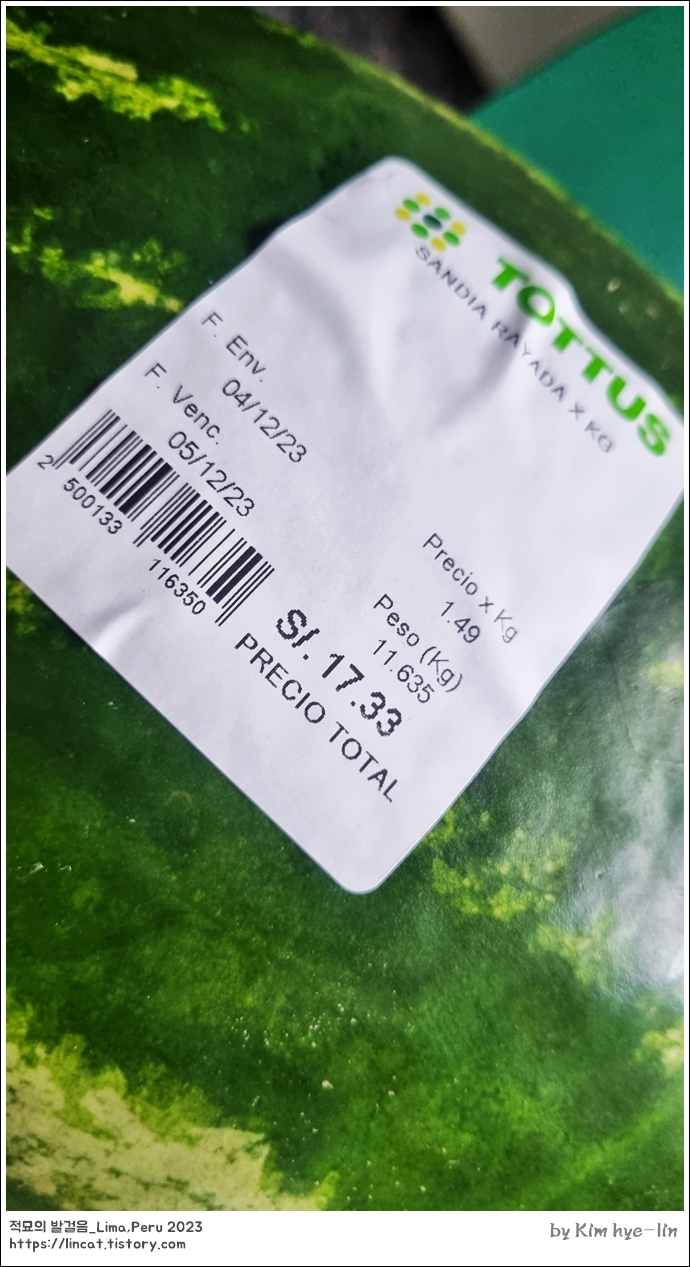 TOTTUS
SANDIA RAYADA X KG
F. Env.
04/12/23
F. Venc.
05/12/23
2 500133 116350
Precio x Kg
1.49
Peso (Kg)
11.635
S/. 17.33
PRECIO TOTAL
적묘의 발걸음_Lima,Peru 2023
https://lincat.tistory.com
by Kim hye-lin